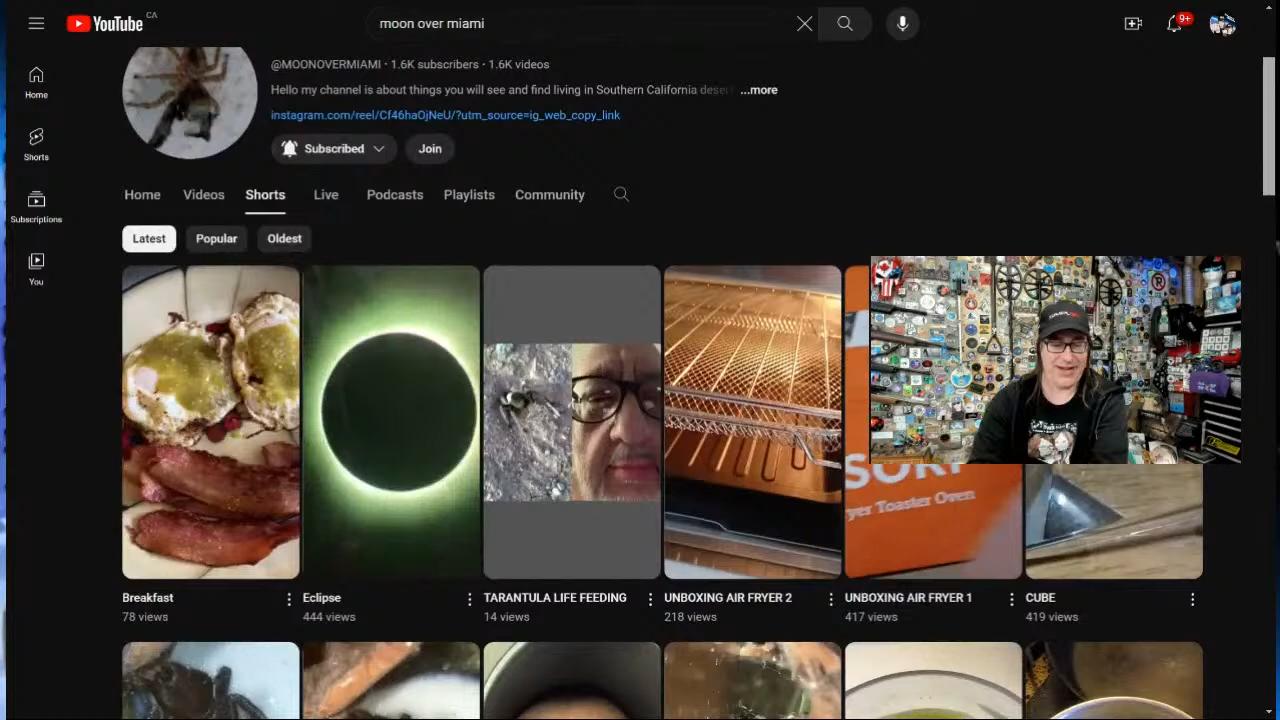 YouTube CA
moon over miami
9+
@MOONOVERMIAMI · 1.6K subscribers · 1.6K videos
Hello my channel is about things you will see and find living in Southern California desert ...more
instagram.com/reel/Cf46haOjNeU/?utm_source=ig_web_copy_link
Subscribed
Join
Home
Shorts
Subscriptions
You
Home Videos Shorts Live Podcasts Playlists Community
Latest Popular Oldest
yer Toaster Oven
Breakfast
78 views
Eclipse
444 views
TARANTULA LIFE FEEDING
14 views
UNBOXING AIR FRYER 2
218 views
UNBOXING AIR FRYER 1
417 views
CUBE
419 views